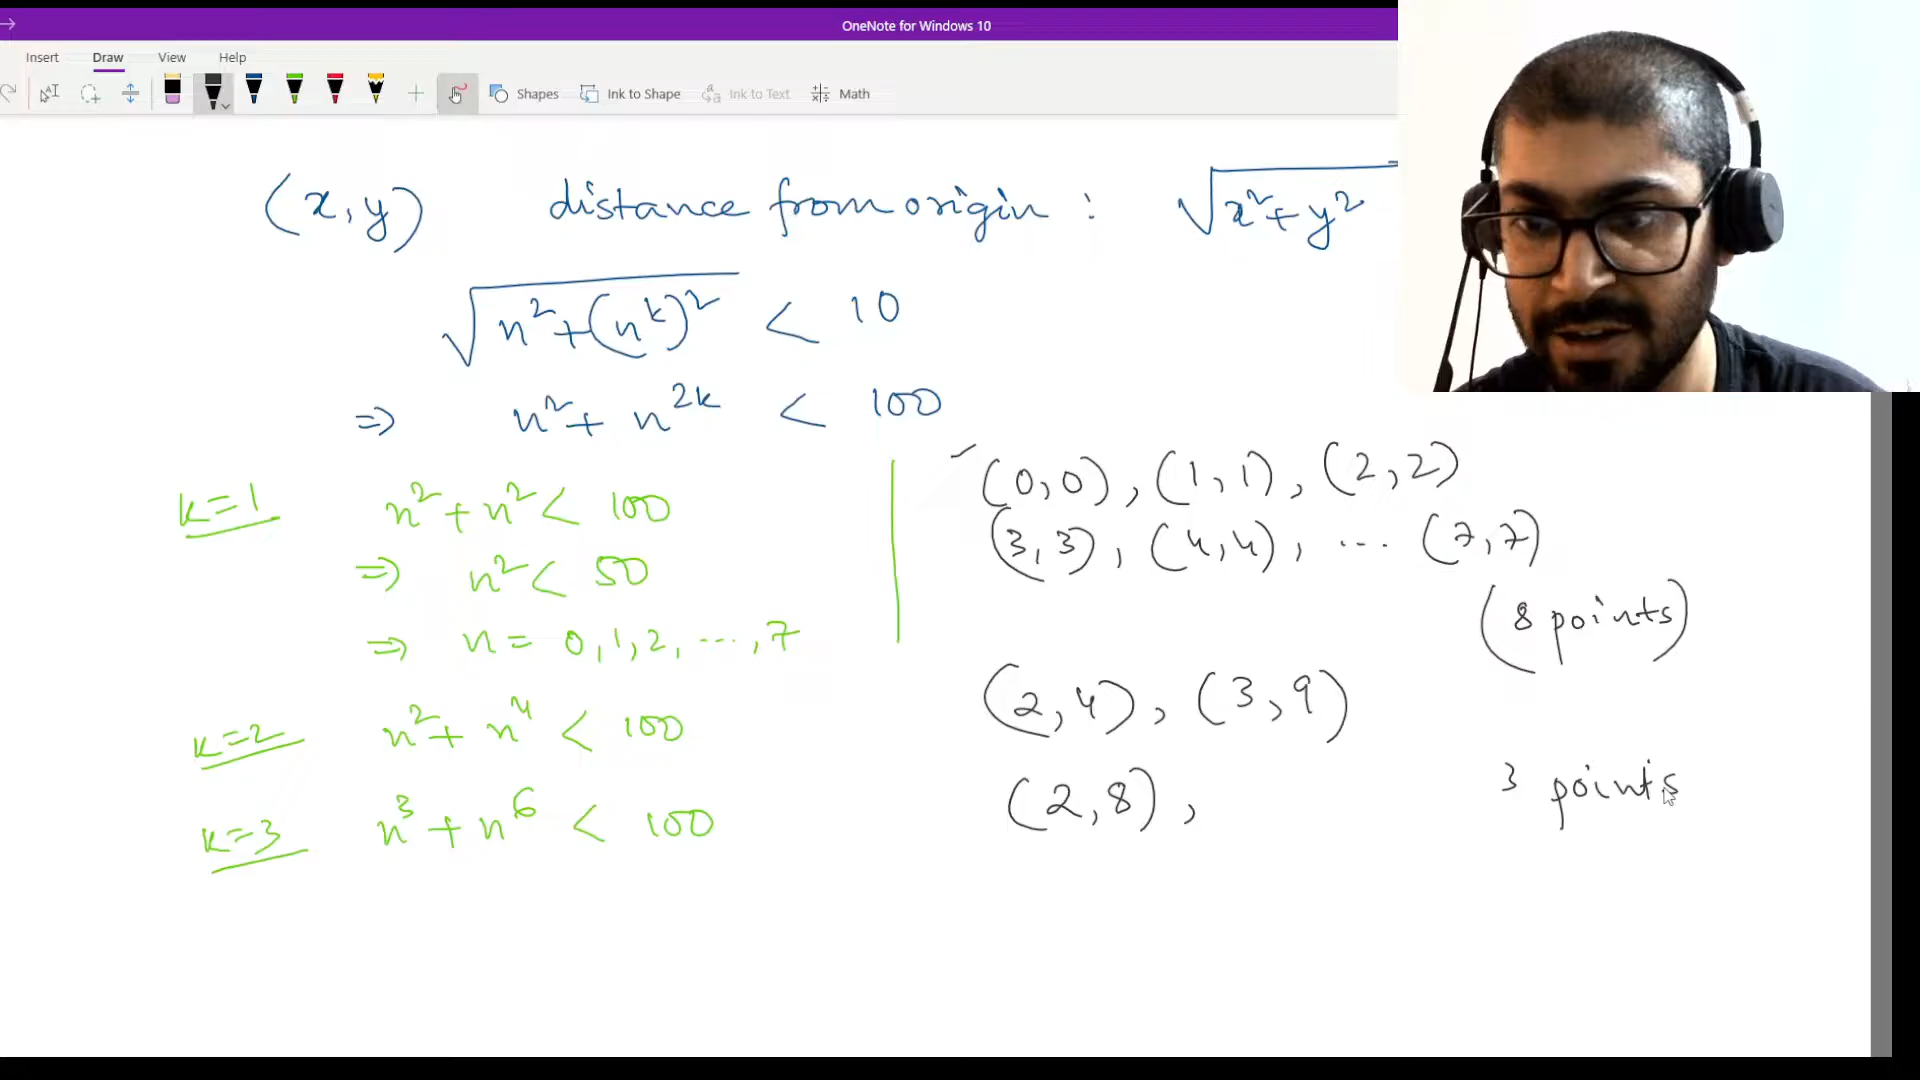 OneNote for Windows 10
Insert Draw View Help
Shapes Ink to Shape Ink to Text Math
(x,y) distance from origin : √x²+y²
√n²+(n^k)² < 10
⇒ n²+ n^2k < 100
k=1 n²+n² < 100
⇒ n² < 50
⇒ n = 0,1,2, ...,7
k=2 n²+ n⁴ < 100
k=3 n³+n⁶ < 100
(0,0), (1,1), (2,2)
(3,3), (4,4), ... (7,7)
(8 points)
(2,4), (3,9)
(2,8), 3 points